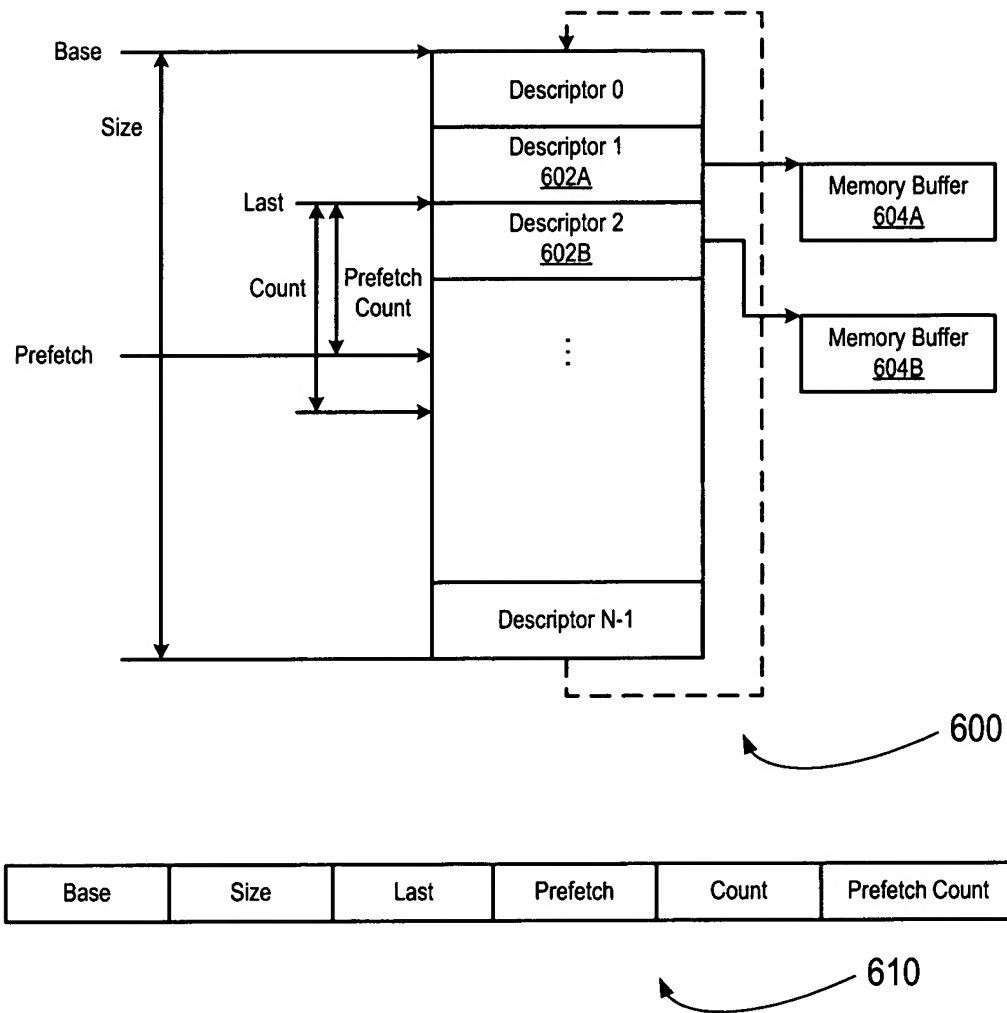 Base
Size
Descriptor 0
Descriptor 1
602A
Last
Descriptor 2
602B
Memory Buffer
604A
Count
Prefetch
Count
Prefetch
...
Memory Buffer
604B
Descriptor N-1
600
Base Size Last Prefetch Count Prefetch Count
610